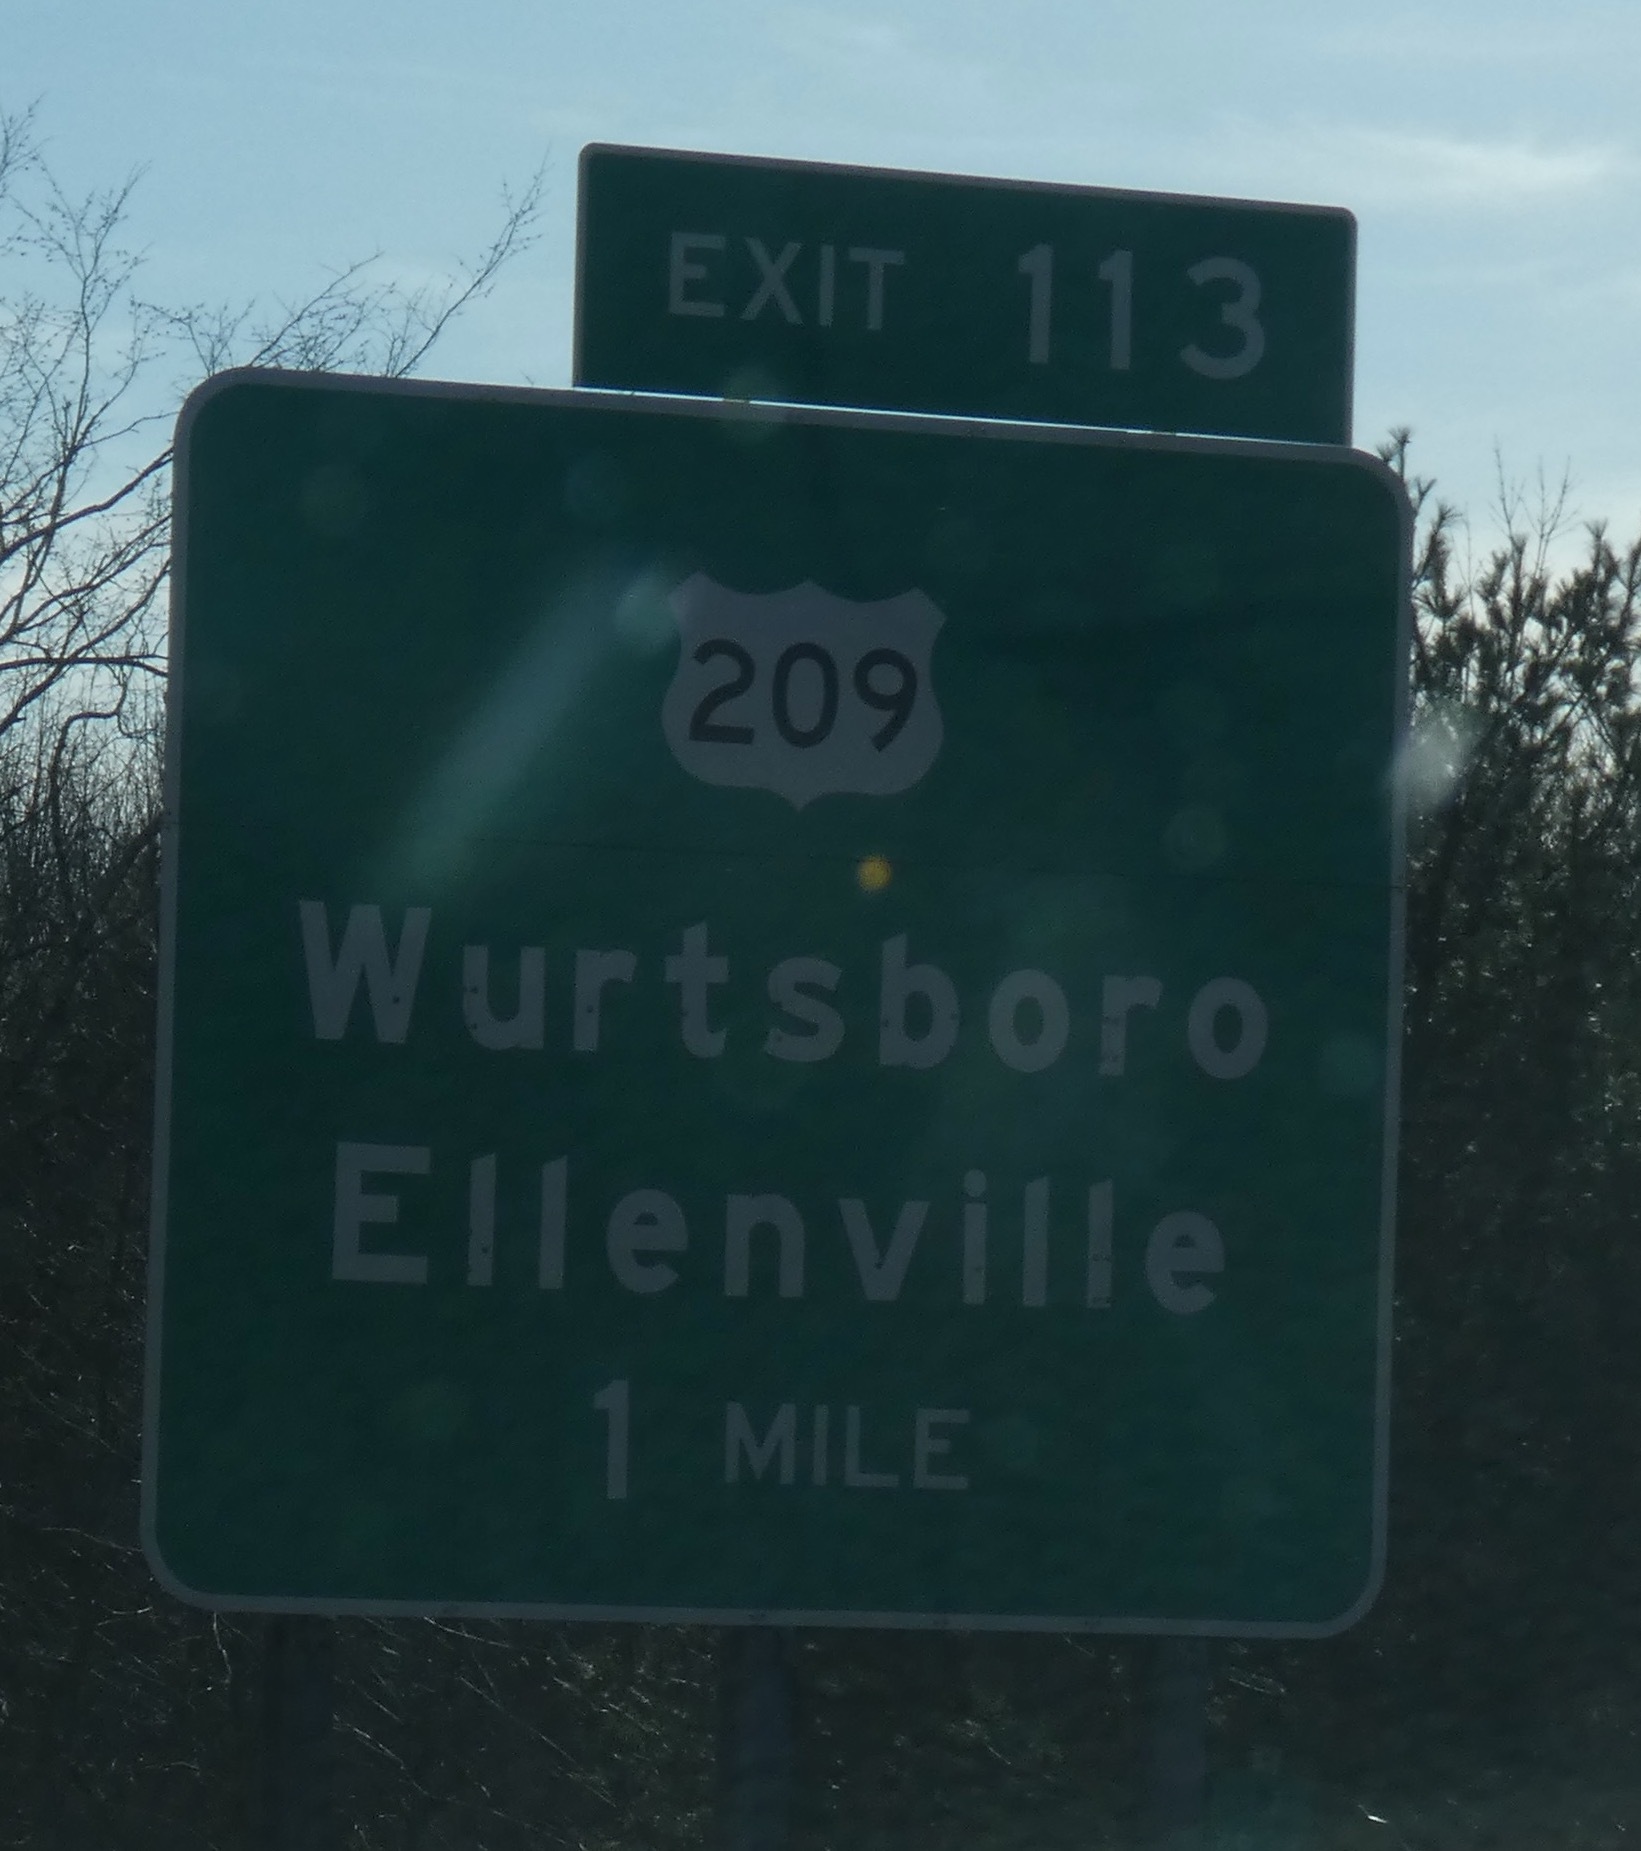 EXIT 113
209
Wurtsboro
Ellenville
1 MILE